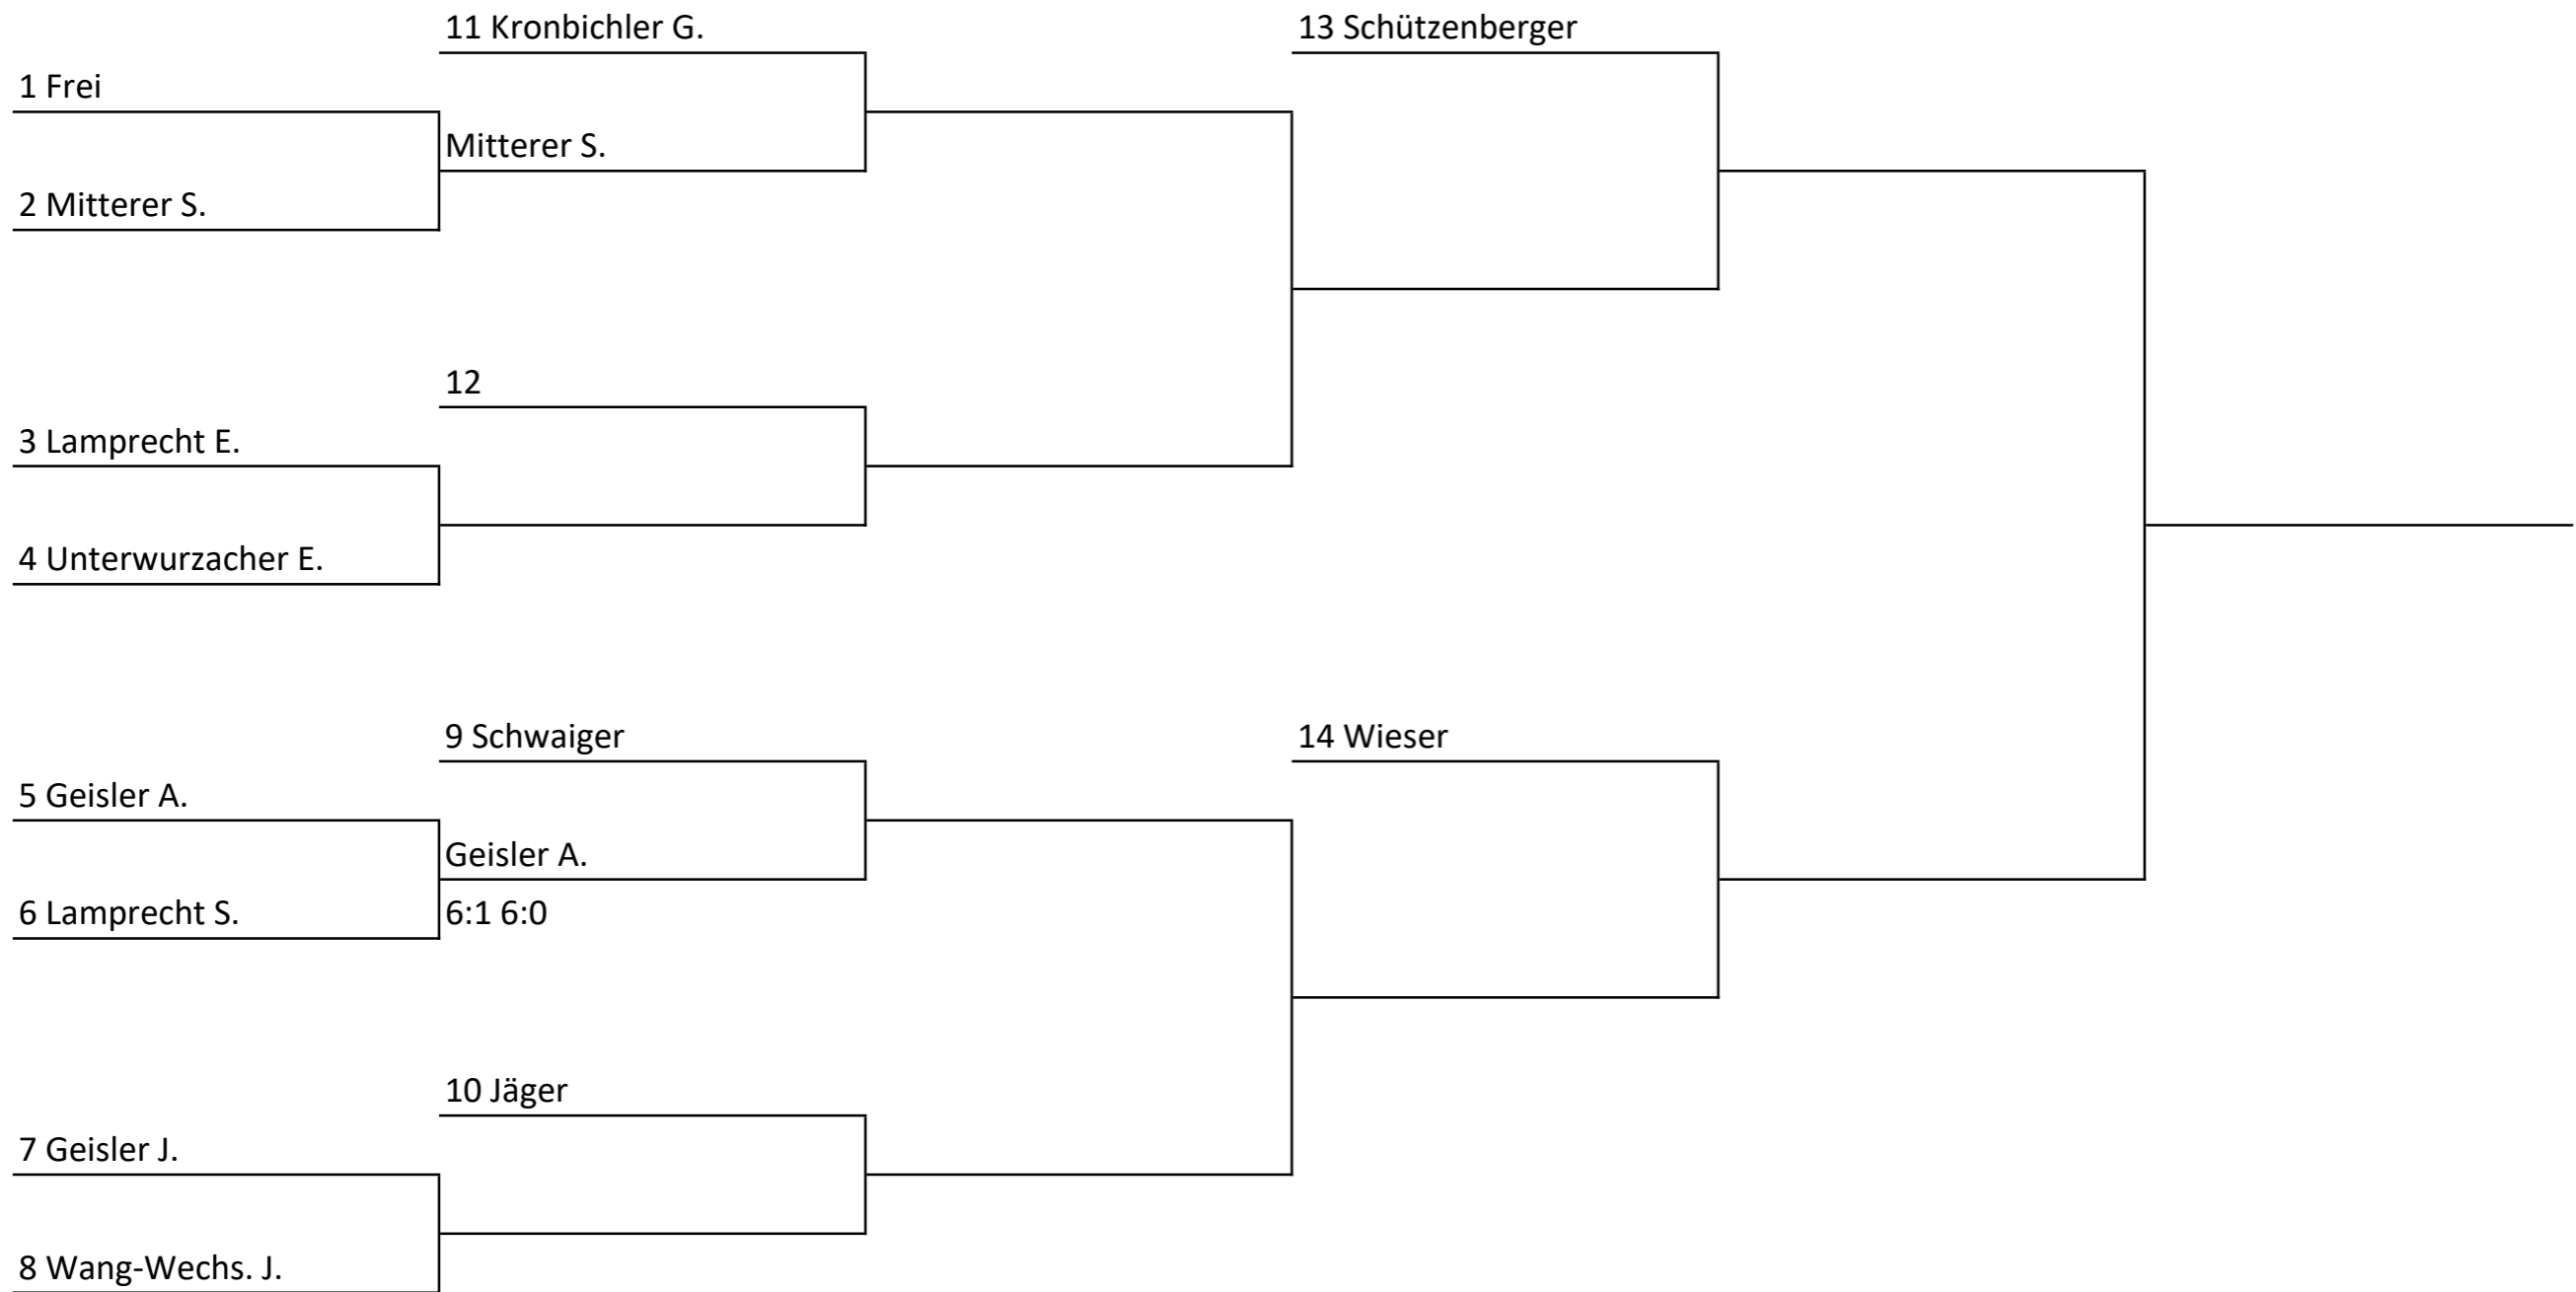 11 Kronbichler G.
13 Schützenberger
1 Frei
Mitterer S.
2 Mitterer S.
12
3 Lamprecht E.
4 Unterwurzacher E.
9 Schwaiger
14 Wieser
5 Geisler A.
Geisler A.
6 Lamprecht S.
6:1 6:0
10 Jäger
7 Geisler J.
8 Wang-Wechs. J.